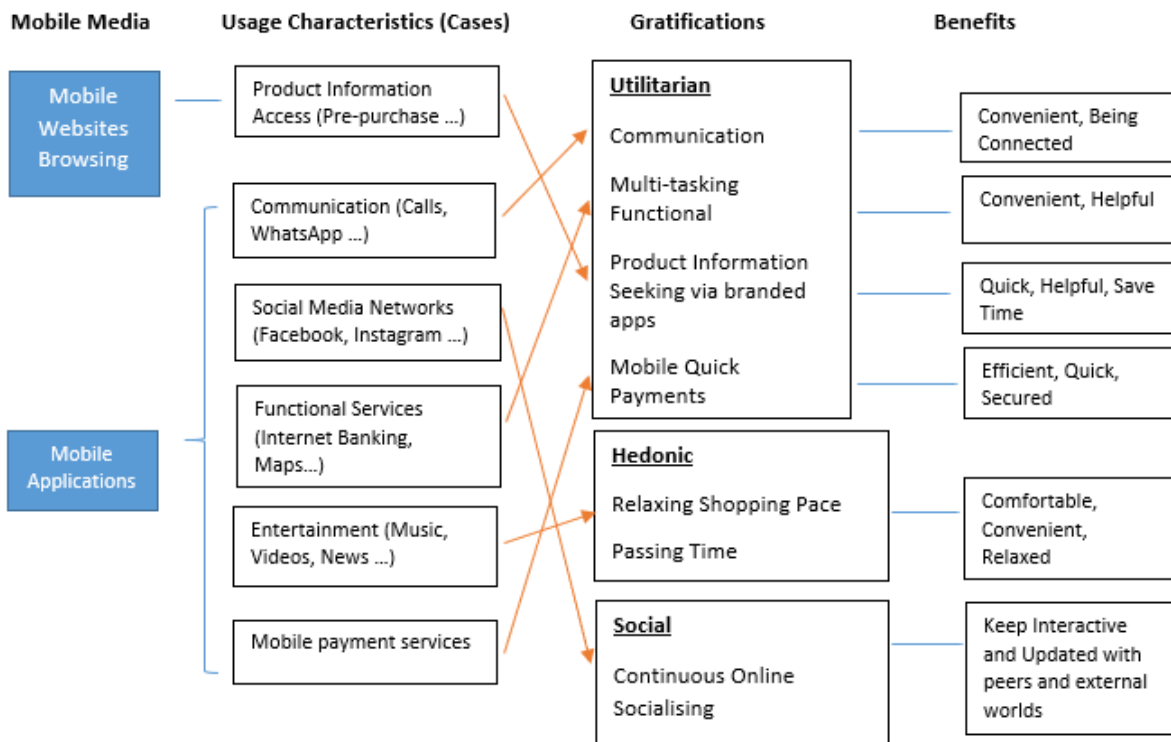 Mobile Media
Usage Characteristics (Cases)
Gratifications
Benefits
Mobile
Websites
Browsing
Product Information
Access (Pre-purchase ...)
Communication (Calls,
WhatsApp ...)
Social Media Networks
(Facebook, Instagram ...)
Functional Services
(Internet Banking,
Maps...)
Mobile
Applications
Entertainment (Music,
Videos, News ...)
Mobile payment services
Utilitarian
Communication
Multi-tasking
Functional
Product Information
Seeking via branded
apps
Mobile Quick
Payments
Hedonic
Relaxing Shopping Pace
Passing Time
Social
Continuous Online
Socialising
Convenient, Being
Connected
Convenient, Helpful
Quick, Helpful, Save
Time
Efficient, Quick,
Secured
Comfortable,
Convenient,
Relaxed
Keep Interactive
and Updated with
peers and external
worlds